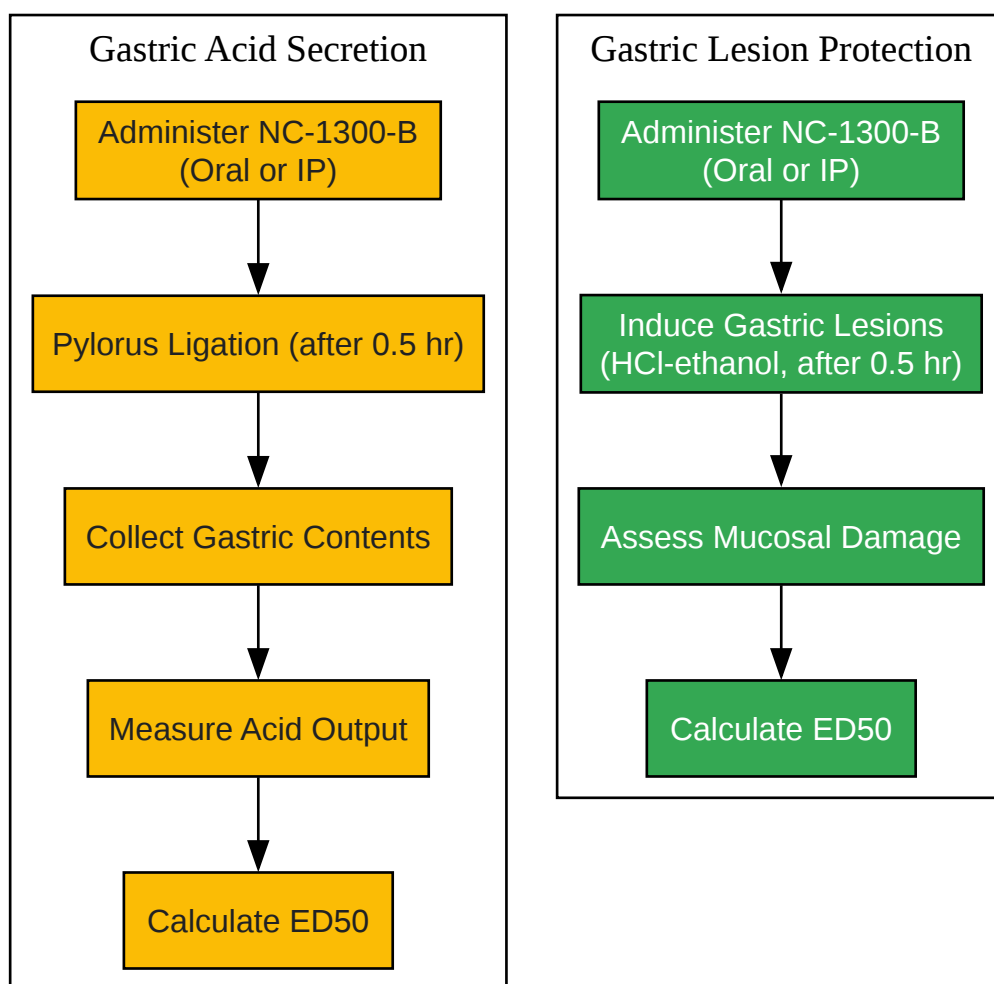 Gastric Acid Secretion
Administer NC-1300-B
(Oral or IP)
Pylorus Ligation (after 0.5 hr)
Collect Gastric Contents
Measure Acid Output
Calculate ED50
Gastric Lesion Protection
Administer NC-1300-B
(Oral or IP)
Induce Gastric Lesions
(HCl-ethanol, after 0.5 hr)
Assess Mucosal Damage
Calculate ED50